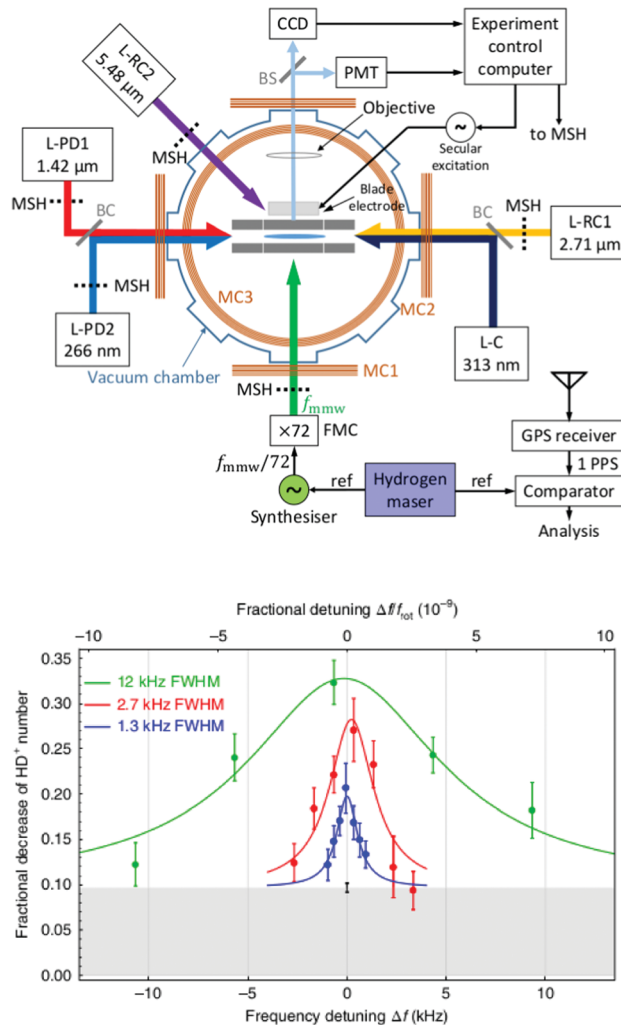 CCD
Experiment
control
computer
L-RC2
5.48 µm
BS
PMT
Objective
to MSH
MSH
Secular
excitation
L-PD1
1.42 µm
MSH
BC
Blade
electrode
BC
MSH
L-RC1
2.71 µm
MSH
MC3
MC2
L-PD2
266 nm
L-C
313 nm
Vacuum chamber
MC1
MSH
f_mmw
×72
FMC
GPS receiver
f_mmw/72
1 PPS
ref
Hydrogen
maser
ref
Comparator
~
Synthesiser
Analysis
Fractional detuning Δf/f_rot (10⁻⁹)
−10 −5 0 5 10
12 kHz FWHM
2.7 kHz FWHM
1.3 kHz FWHM
Fractional decrease of HD⁺ number
0.35
0.30
0.25
0.20
0.15
0.10
0.05
0.00
−10 −5 0 5 10
Frequency detuning Δf (kHz)